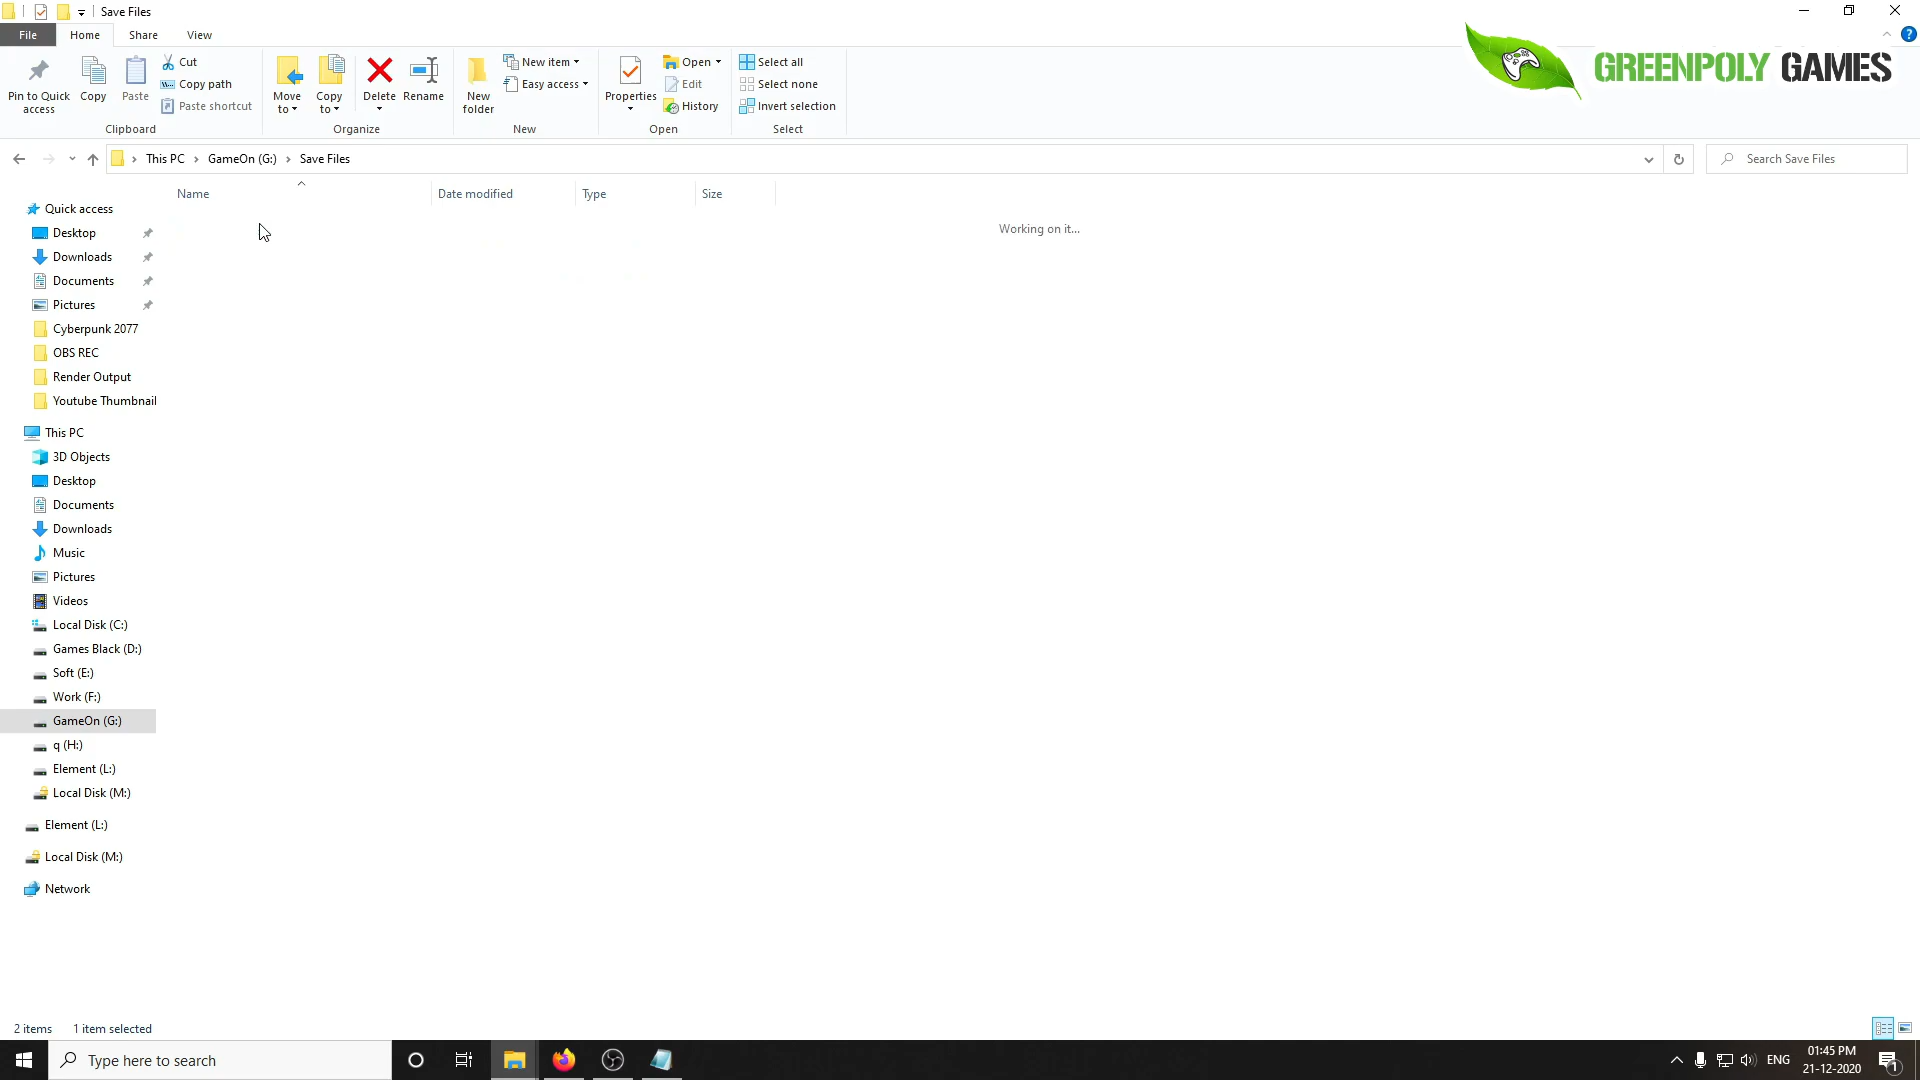 Save Files
File Home Share View
GREENPOLY GAMES
Pin to Quick access
Copy
Paste
Cut
Copy path
Paste shortcut
Clipboard
Move to
Copy to
Delete
Rename
Organize
New folder
New item
Easy access
New
Properties
Open
Edit
History
Open
Select all
Select none
Invert selection
Select
This PC > GameOn (G:) > Save Files
Search Save Files
Name Date modified Type Size
Working on it...
Quick access
Desktop
Downloads
Documents
Pictures
Cyberpunk 2077
OBS REC
Render Output
Youtube Thumbnail
This PC
3D Objects
Desktop
Documents
Downloads
Music
Pictures
Videos
Local Disk (C:)
Games Black (D:)
Soft (E:)
Work (F:)
GameOn (G:)
q (H:)
Element (L:)
Local Disk (M:)
Element (L:)
Local Disk (M:)
Network
2 items 1 item selected
Type here to search
ENG
01:45 PM
21-12-2020
1